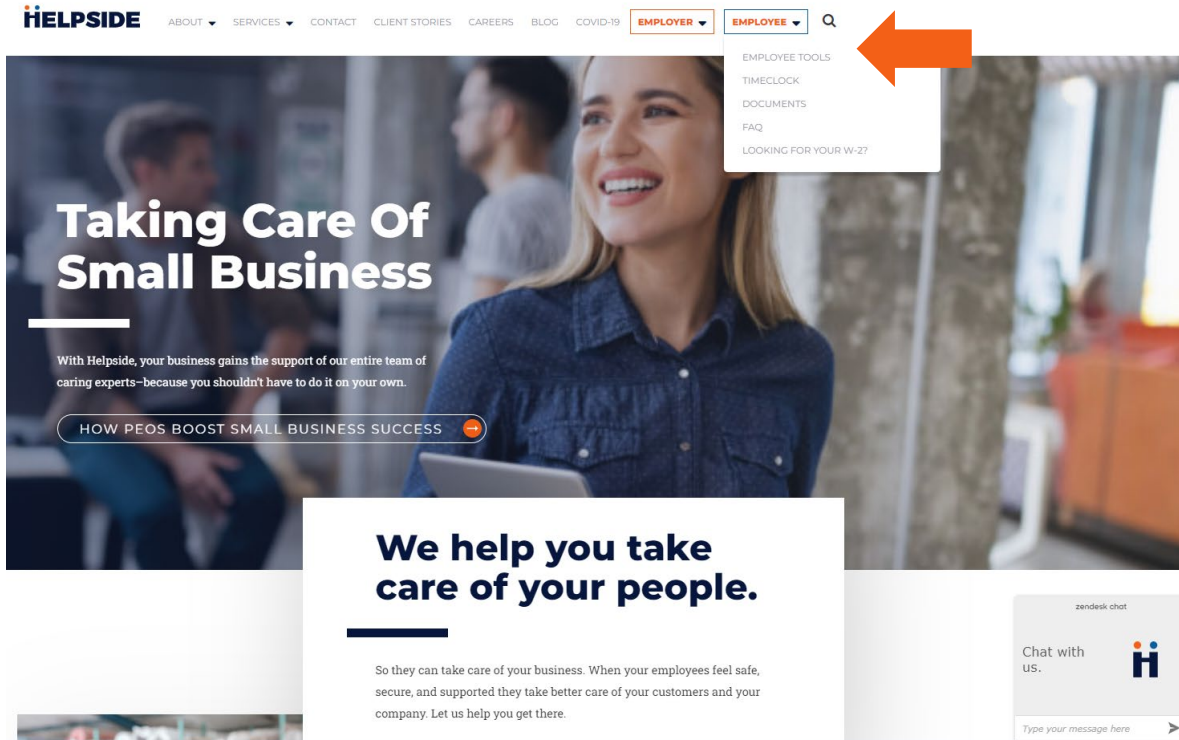 HELPSIDE
ABOUT SERVICES CONTACT CLIENT STORIES CAREERS BLOG COVID-19 EMPLOYER EMPLOYEE
EMPLOYEE TOOLS
TIMECLOCK
DOCUMENTS
FAQ
LOOKING FOR YOUR W-2?
Taking Care Of
Small Business
With Helpside, your business gains the support of our entire team of
caring experts–because you shouldn't have to do it on your own.
HOW PEOS BOOST SMALL BUSINESS SUCCESS
We help you take
care of your people.
So they can take care of your business. When your employees feel safe,
secure, and supported they take better care of your customers and your
company. Let us help you get there.
zendesk chat
Chat with
us.
H
Type your message here